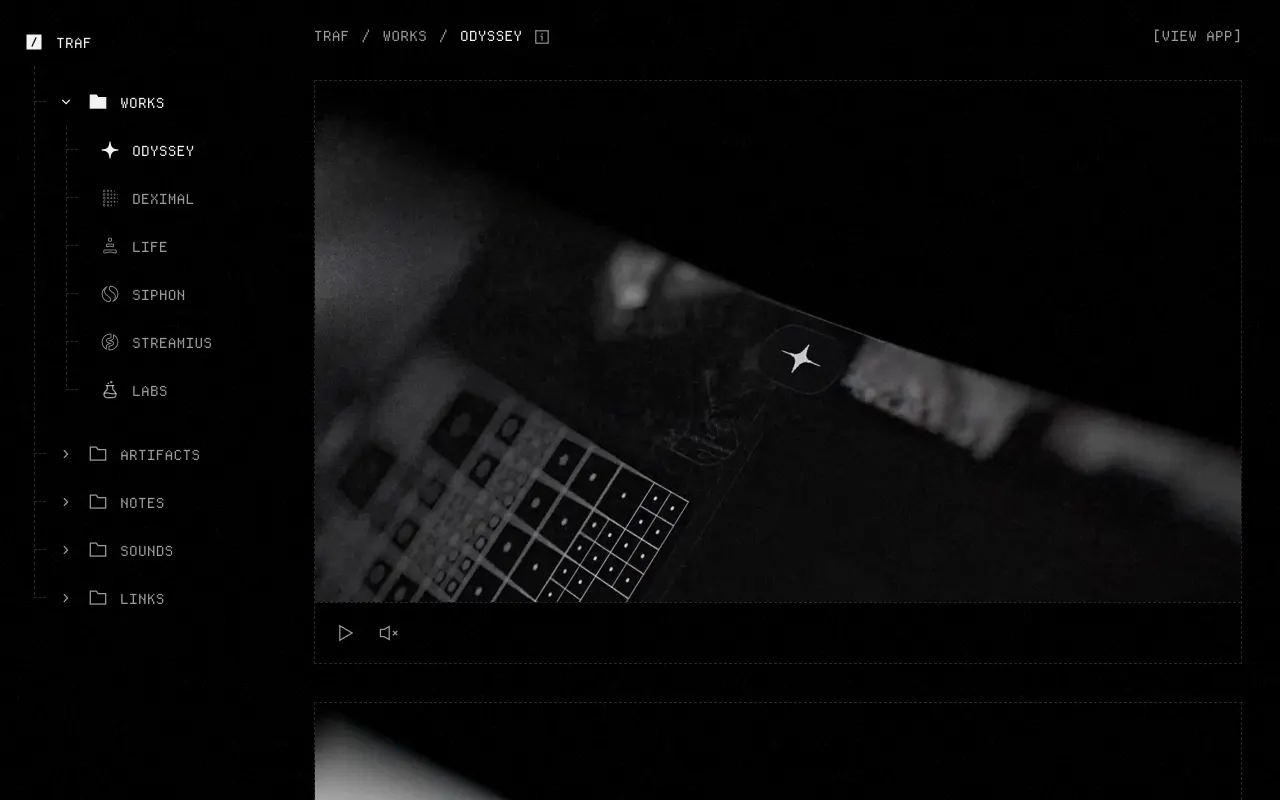 TRAF
WORKS
ODYSSEY
DEXIMAL
LIFE
SIPHON
STREAMIUS
LABS
ARTIFACTS
NOTES
SOUNDS
LINKS
TRAF / WORKS / ODYSSEY
[VIEW APP]